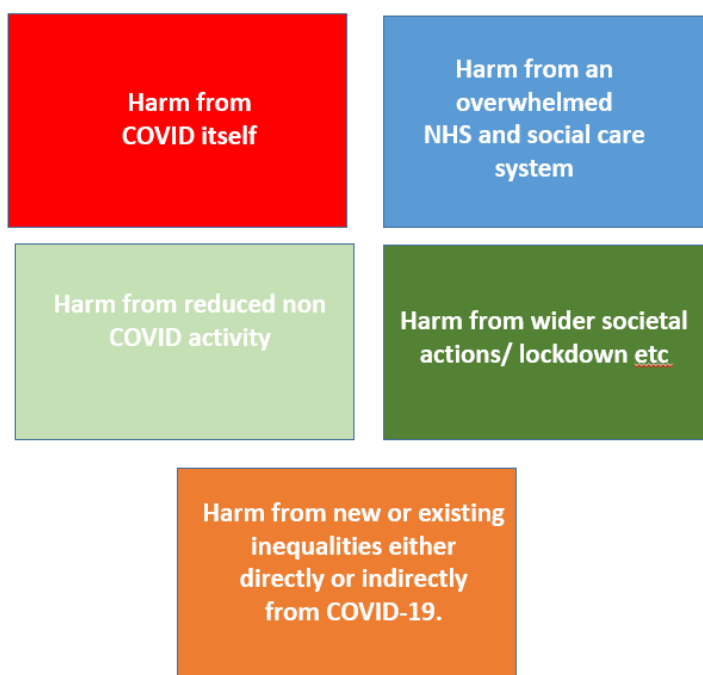 Harm from
COVID itself
Harm from an
overwhelmed
NHS and social care
system
Harm from reduced non
COVID activity
Harm from wider societal
actions/ lockdown etc
Harm from new or existing
inequalities either
directly or indirectly
from COVID-19.